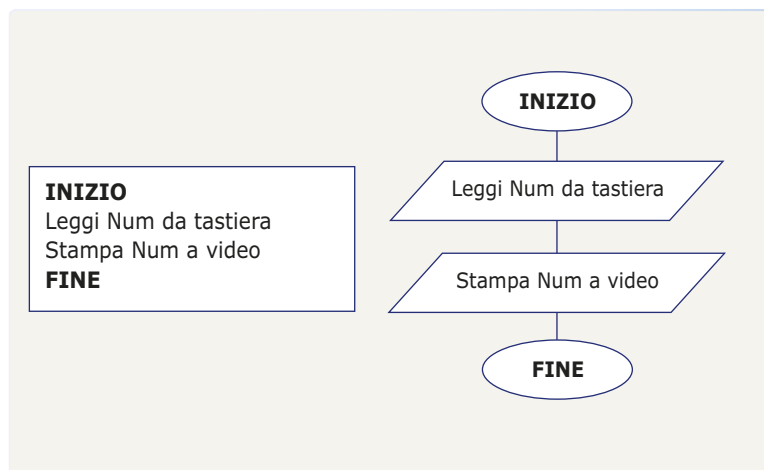 INIZIO
Leggi Num da tastiera
Stampa Num a video
FINE
INIZIO
Leggi Num da tastiera
Stampa Num a video
FINE